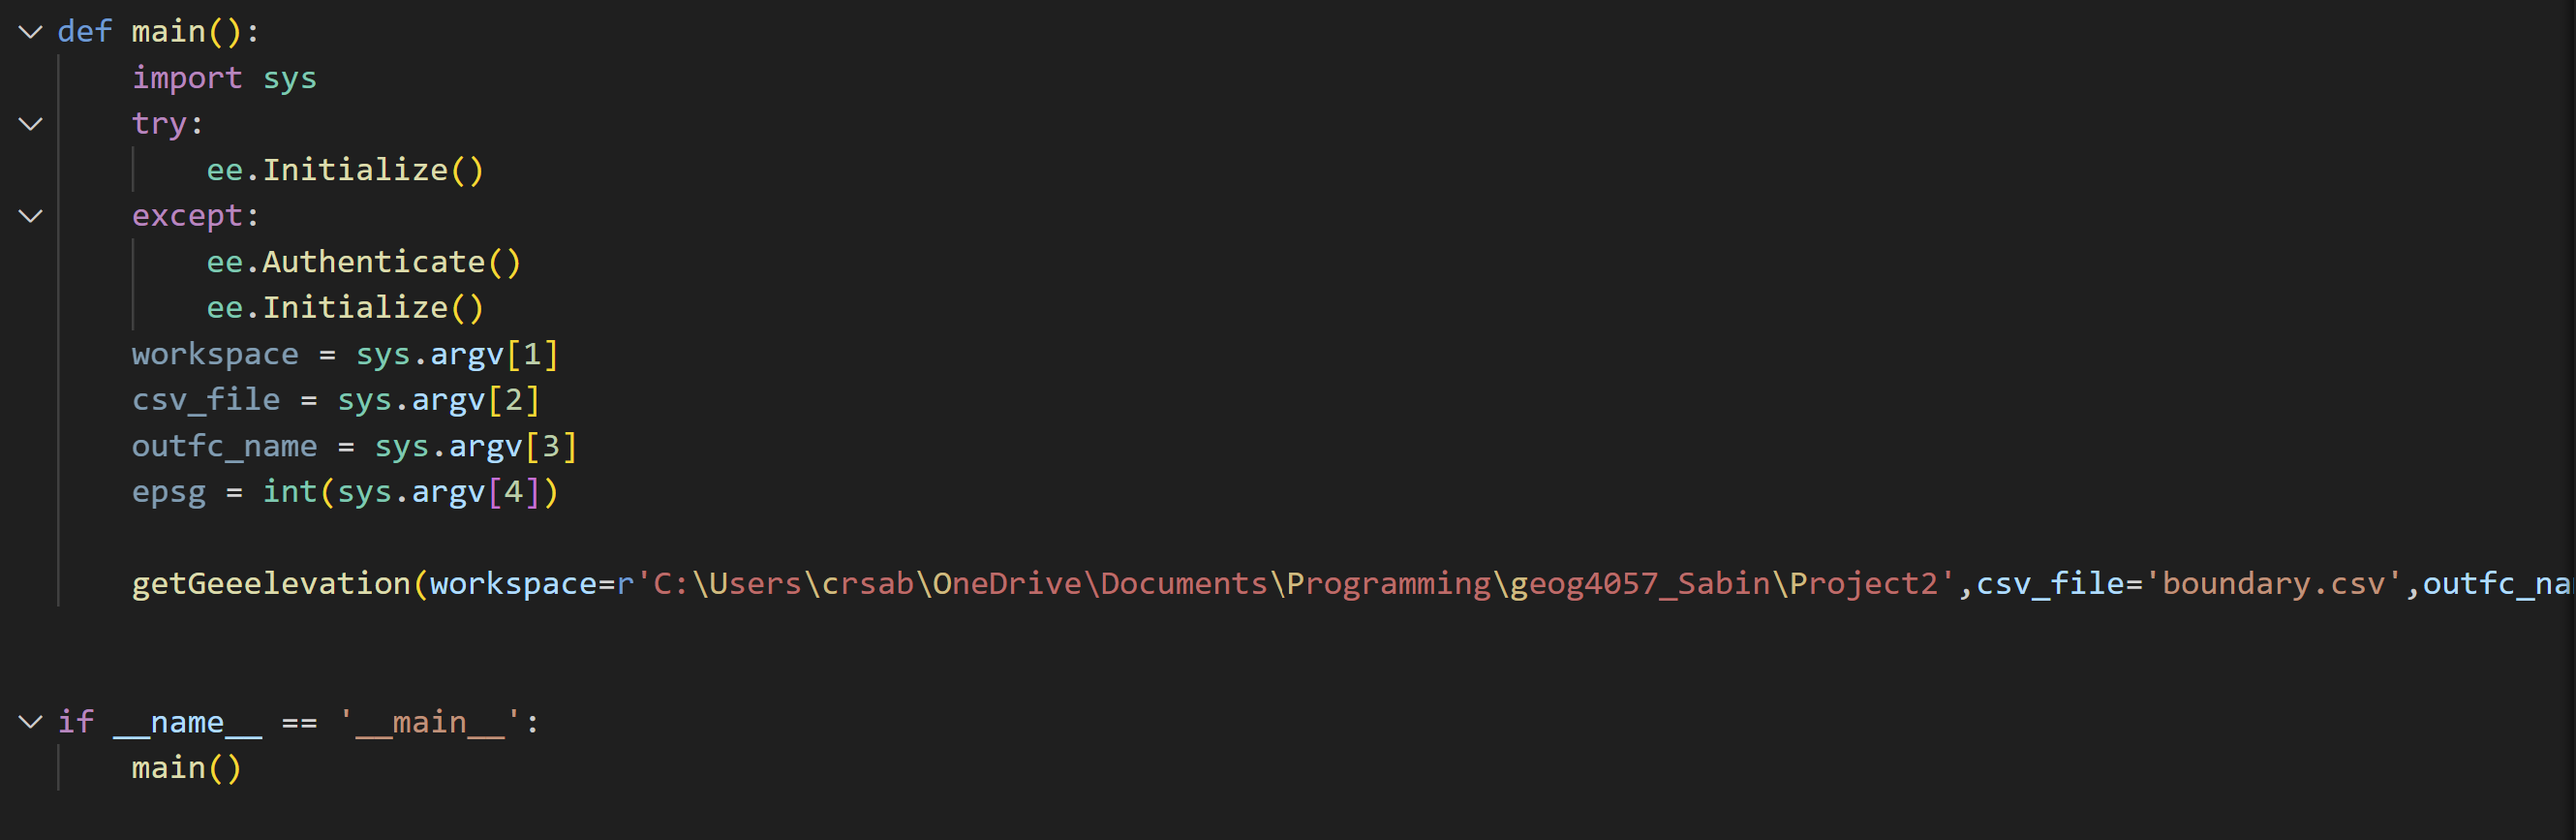 def main():
    import sys
    try:
        ee.Initialize()
    except:
        ee.Authenticate()
        ee.Initialize()
    workspace = sys.argv[1]
    csv_file = sys.argv[2]
    outfc_name = sys.argv[3]
    epsg = int(sys.argv[4])
    getGeeelevation(workspace=r'C:\Users\crsab\OneDrive\Documents\Programming\geog4057_Sabin\Project2',csv_file='boundary.csv',
if __name__ == '__main__':
    main()